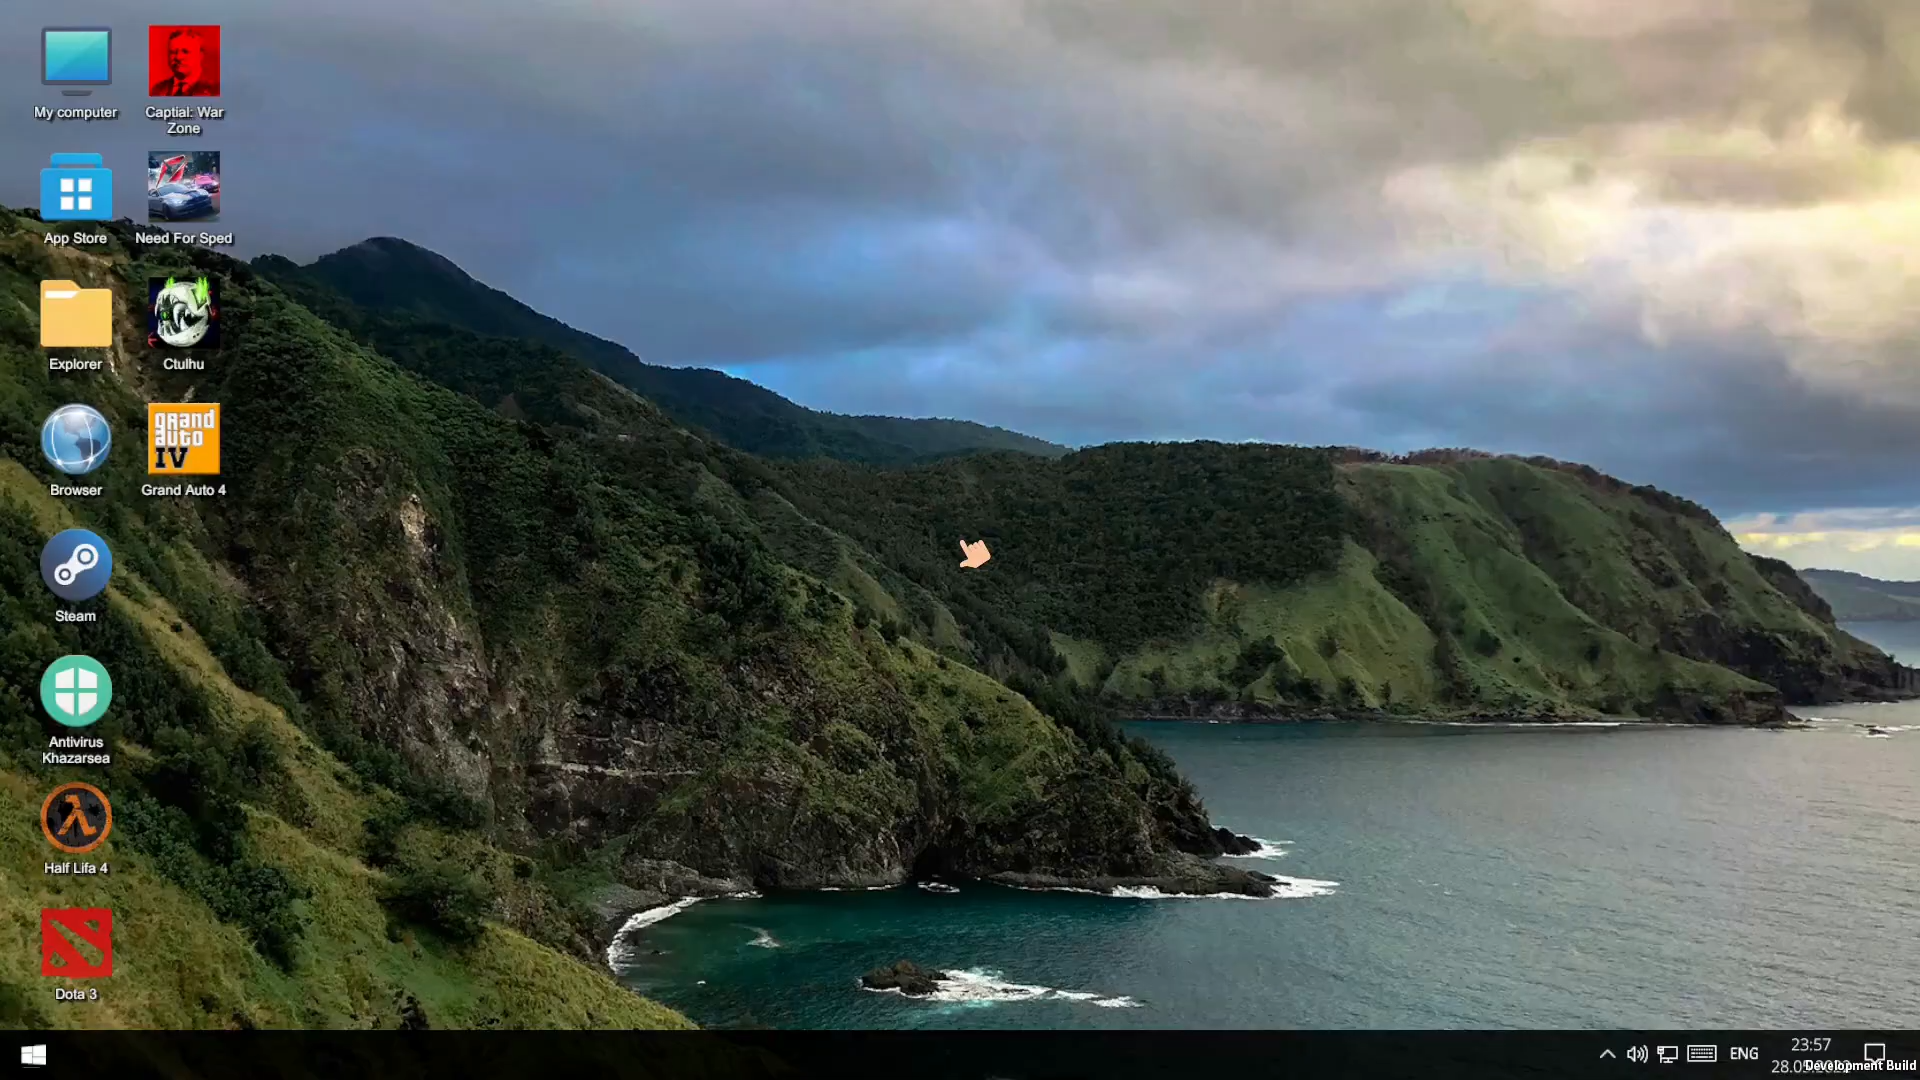 My computer
Captial: War
Zone
App Store
Need For Sped
Explorer
Ctulhu
Browser
grand
auto
IV
Grand Auto 4
Steam
Antivirus
Khazarsea
Half Lifa 4
Dota 3
ENG
23:57
Development Build